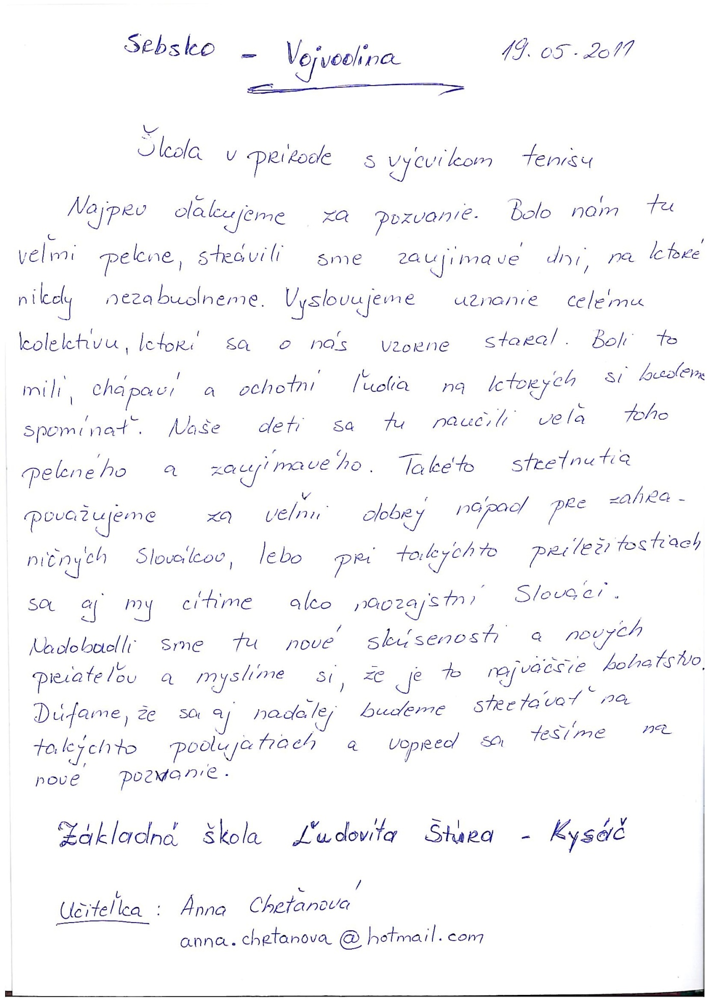 Sebsko - Vojvodina 19.05.2011
Škola v prírode s výcvikom tenisu
Najprv ďakujeme za pozvanie. Bolo nám tu
veľmi pekne, strávili sme zaujímavé dni, na ktoré
nikdy nezabudneme. Vyslovujeme uznanie celému
kolektívu, ktorí sa o nás vzorne staral. Boli to
milí, chápaví a ochotní ľudia na ktorých si budeme
spomínať. Naše deti sa tu naučili veľa toho
pekného a zaujímavého. Takéto stretnutia
považujeme za veľmi dobrý nápad pre zahra-
ničných Slovákov, lebo pri takýchto príležitostiach
sa aj my cítime ako naozajstní Slováci.
Nadobudli sme tu nové skúsenosti a nových
priateľov a myslíme si, že je to najväčšie bohatstvo.
Dúfame, že sa aj naďalej budeme stretávať na
takýchto podujatiach a vopred sa tešíme na
nové pozvanie.
Základná škola Ľudovíta Štúra - Kysáč
Učiteľka: Anna Chrťanová
anna.chrtanova@hotmail.com